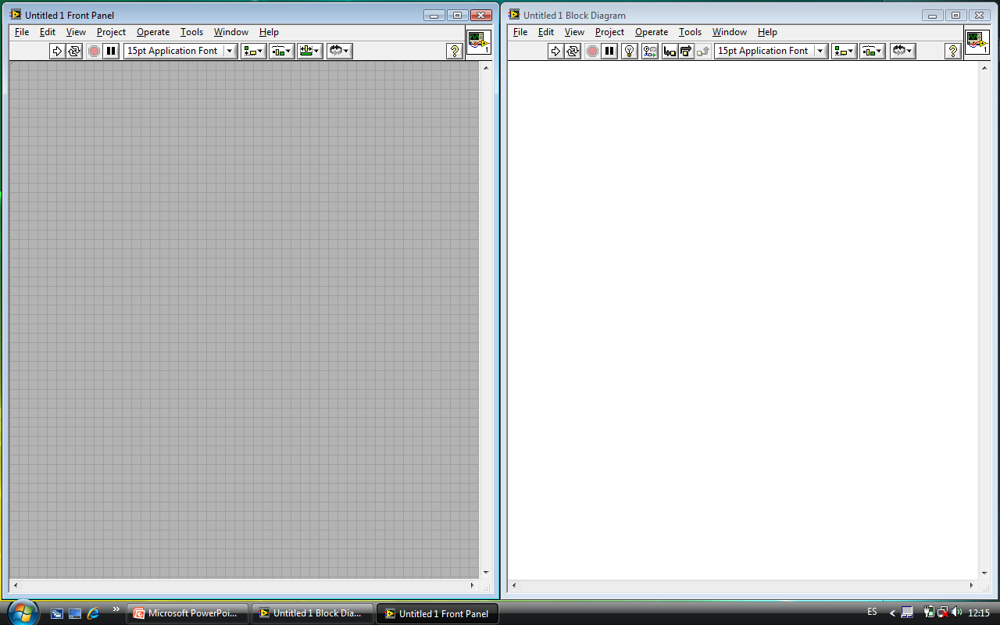 Untitled 1 Front Panel
File Edit View Project Operate Tools Window Help
15pt Application Font
1
Untitled 1 Block Diagram
File Edit View Project Operate Tools Window Help
15pt Application Font
1
Microsoft PowerPoi...
Untitled 1 Block Dia...
Untitled 1 Front Panel
ES
12:15